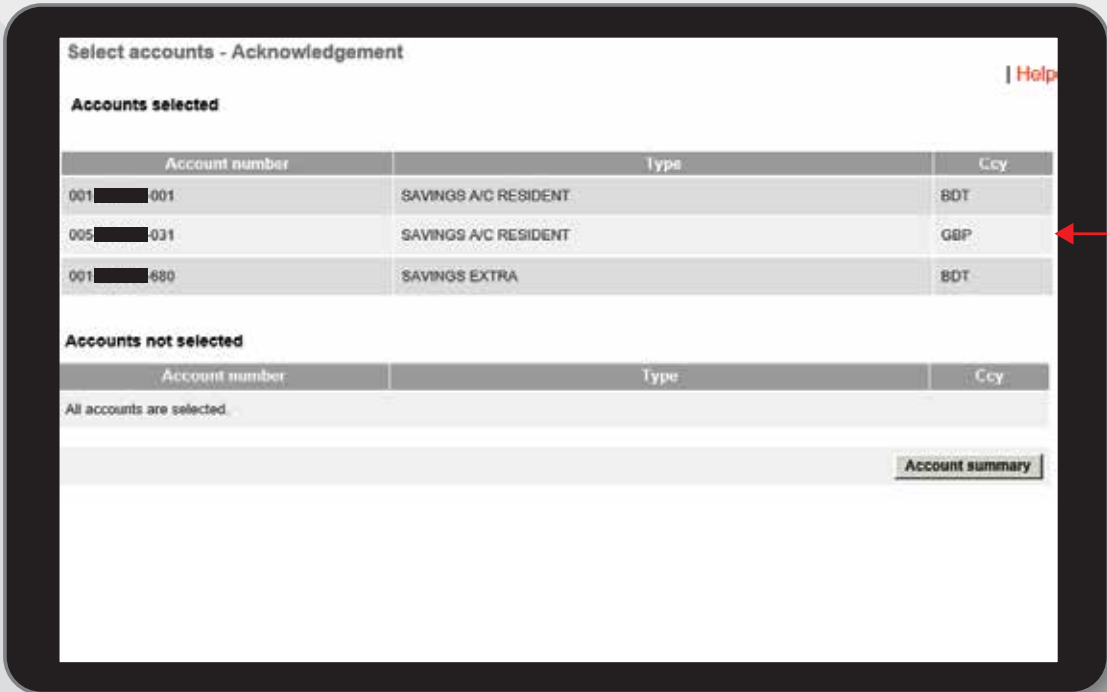 Select accounts - Acknowledgement
| Help
Accounts selected
Account number Type Ccy
001 -001 SAVINGS A/C RESIDENT BDT
005 -031 SAVINGS A/C RESIDENT GBP
001 -680 SAVINGS EXTRA BDT
Accounts not selected
Account number Type Ccy
All accounts are selected.
Account summary